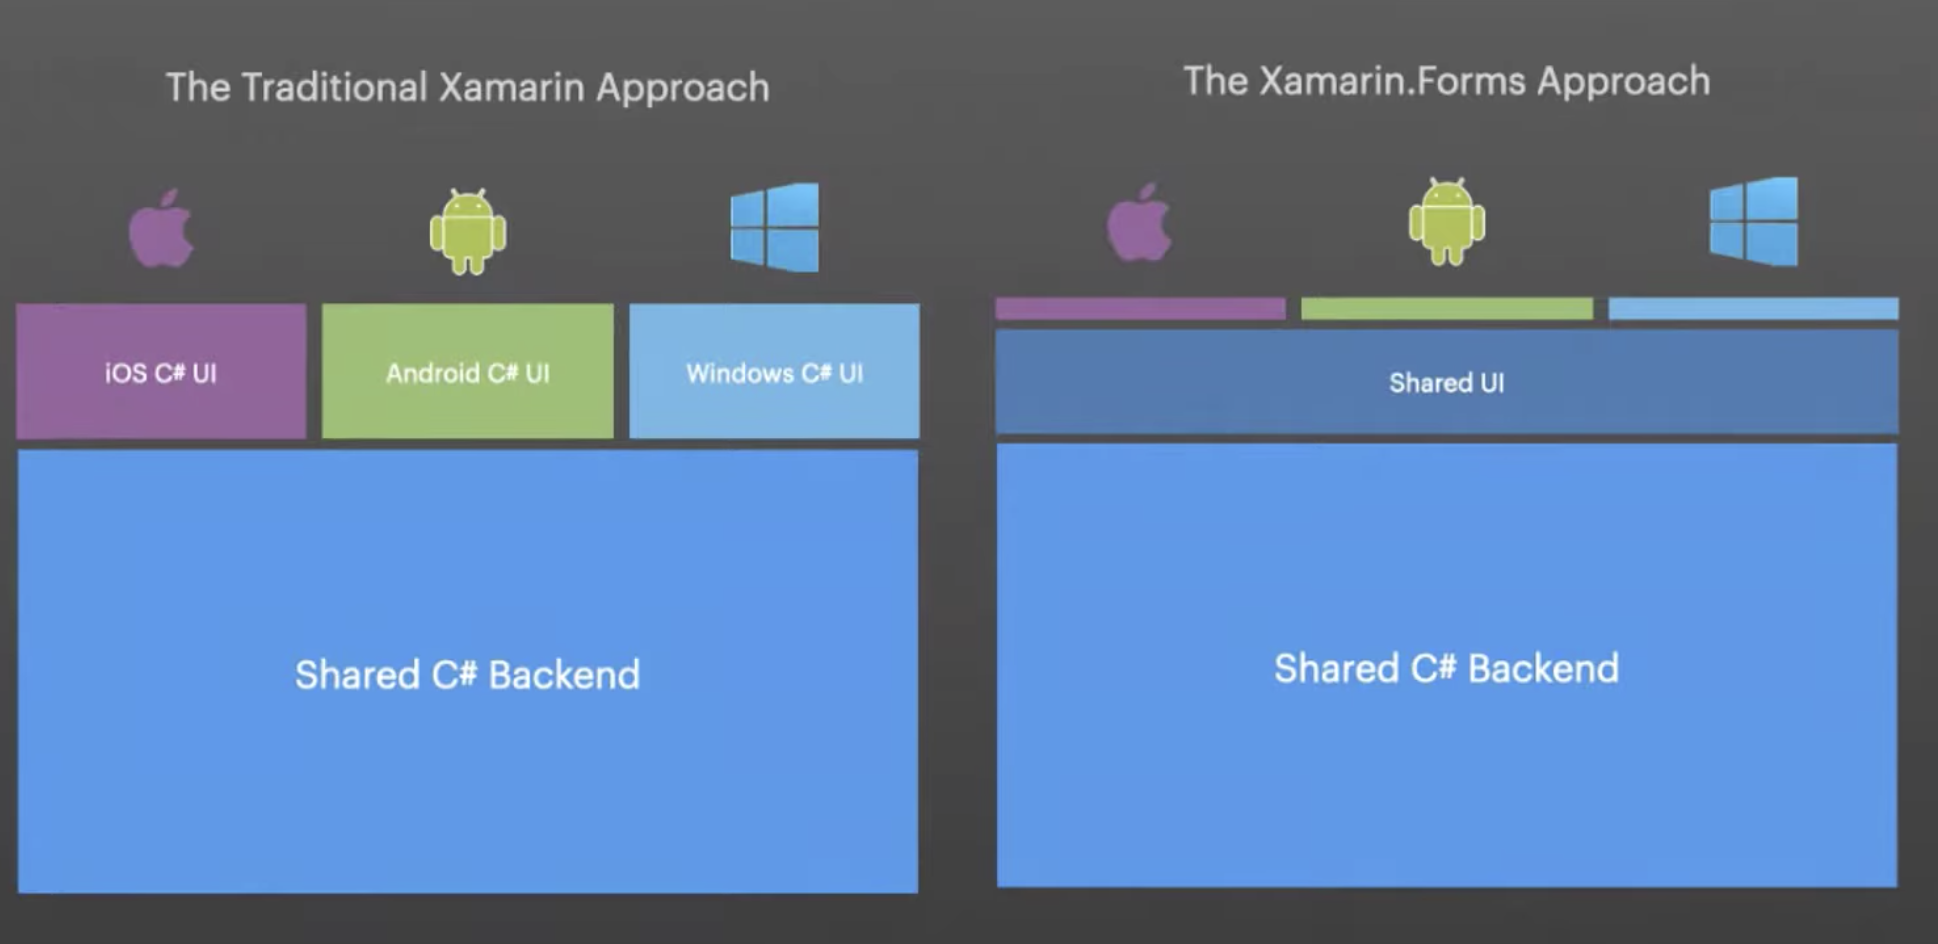 The Traditional Xamarin Approach
iOS C# UI
Android C# UI
Windows C# UI
Shared C# Backend
The Xamarin.Forms Approach
Shared UI
Shared C# Backend